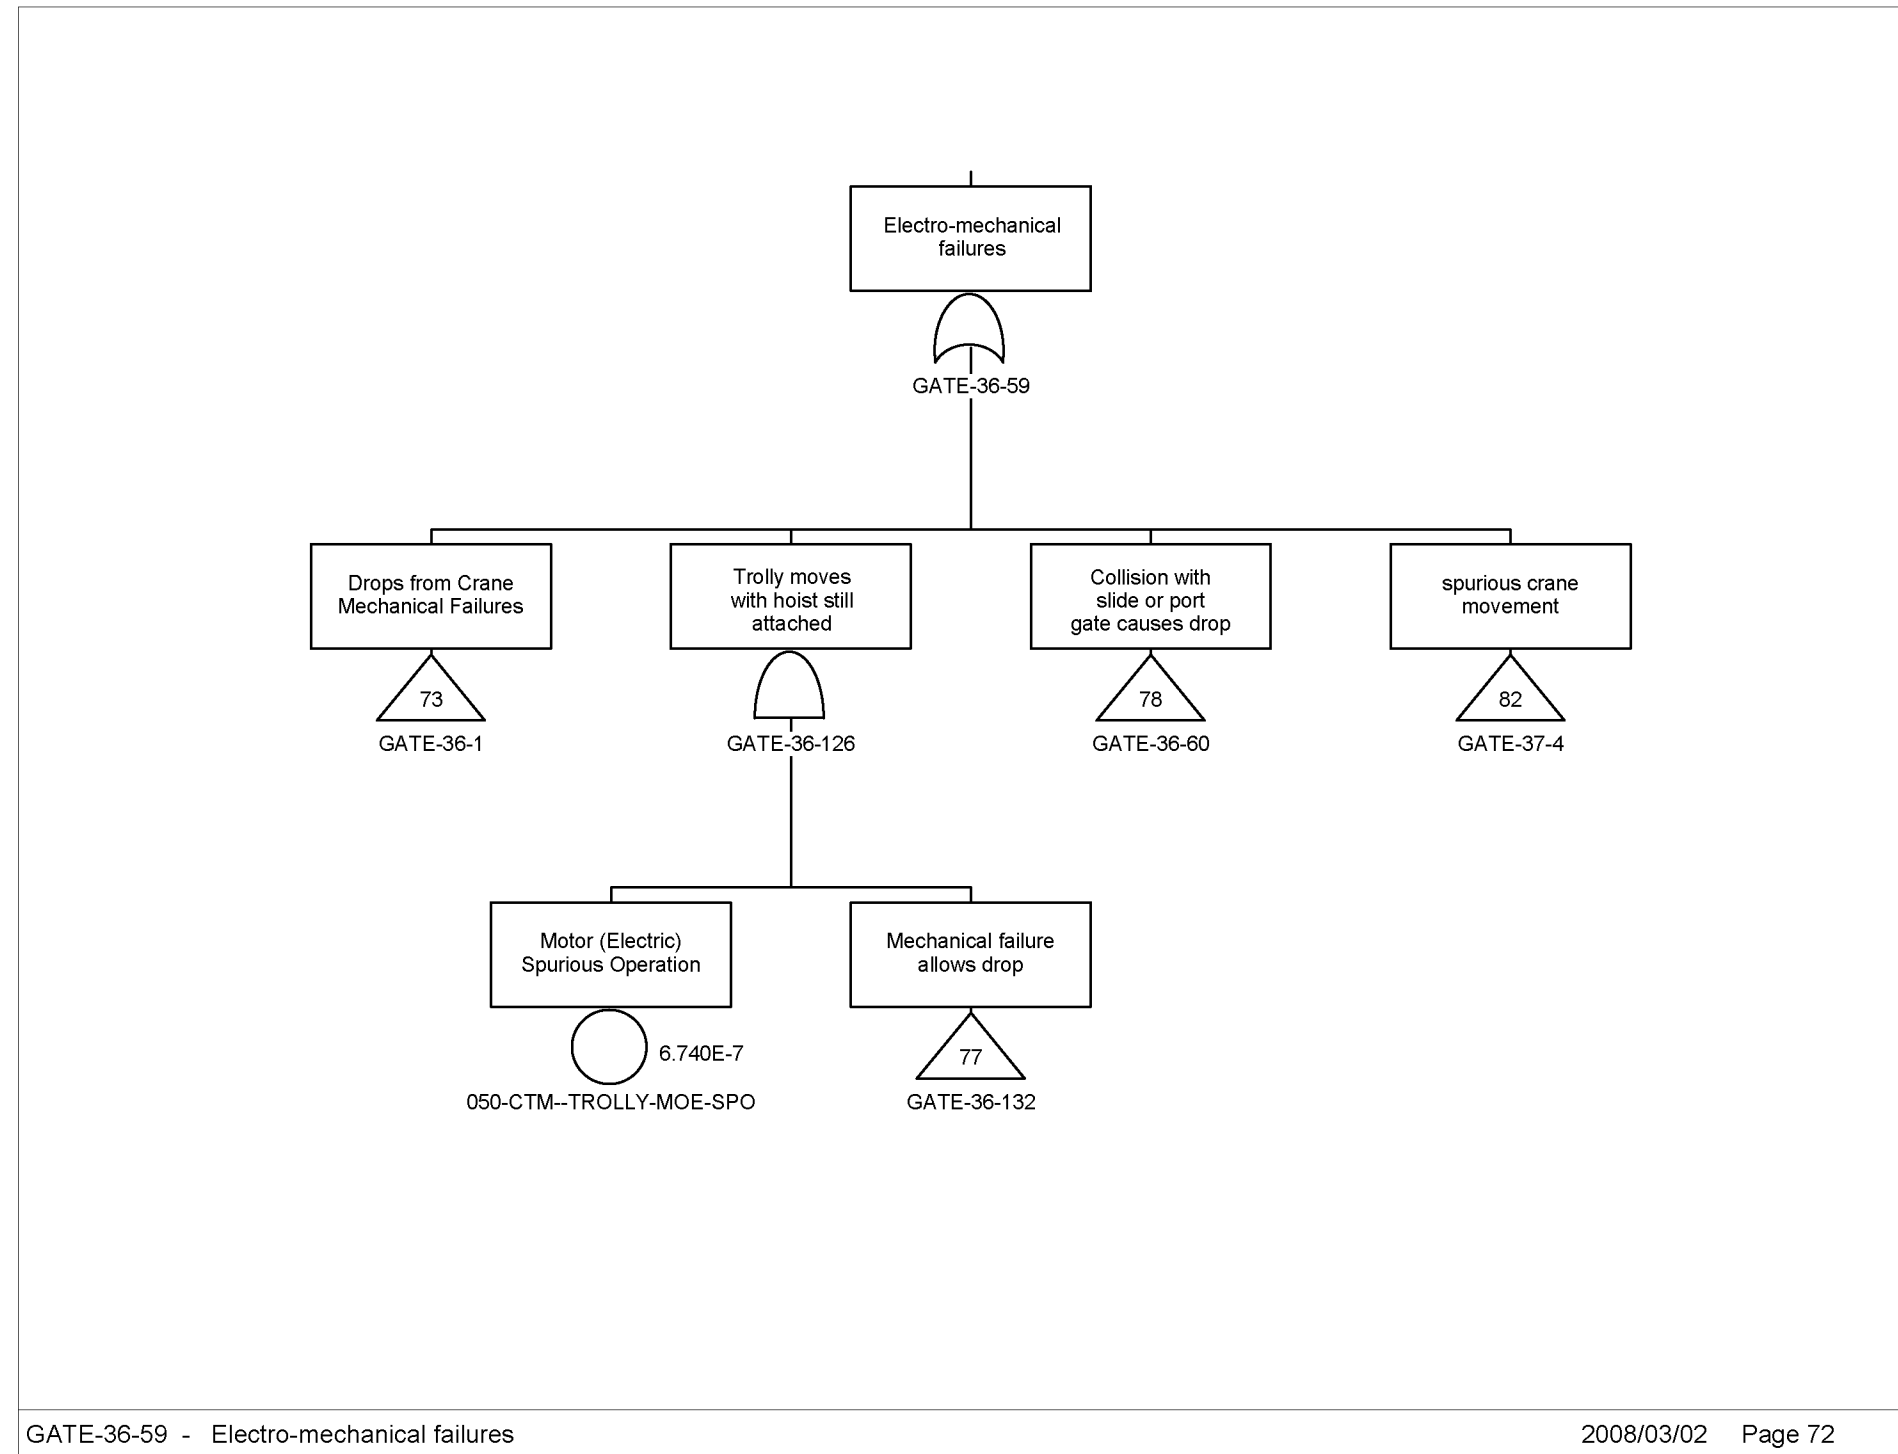 Electro-mechanical
failures
GATE-36-59
Drops from Crane
Mechanical Failures
73
GATE-36-1
Trolly moves
with hoist still
attached
GATE-36-126
Collision with
slide or port
gate causes drop
78
GATE-36-60
spurious crane
movement
82
GATE-37-4
Motor (Electric)
Spurious Operation
6.740E-7
050-CTM--TROLLY-MOE-SPO
Mechanical failure
allows drop
77
GATE-36-132
GATE-36-59 - Electro-mechanical failures
2008/03/02 Page 72